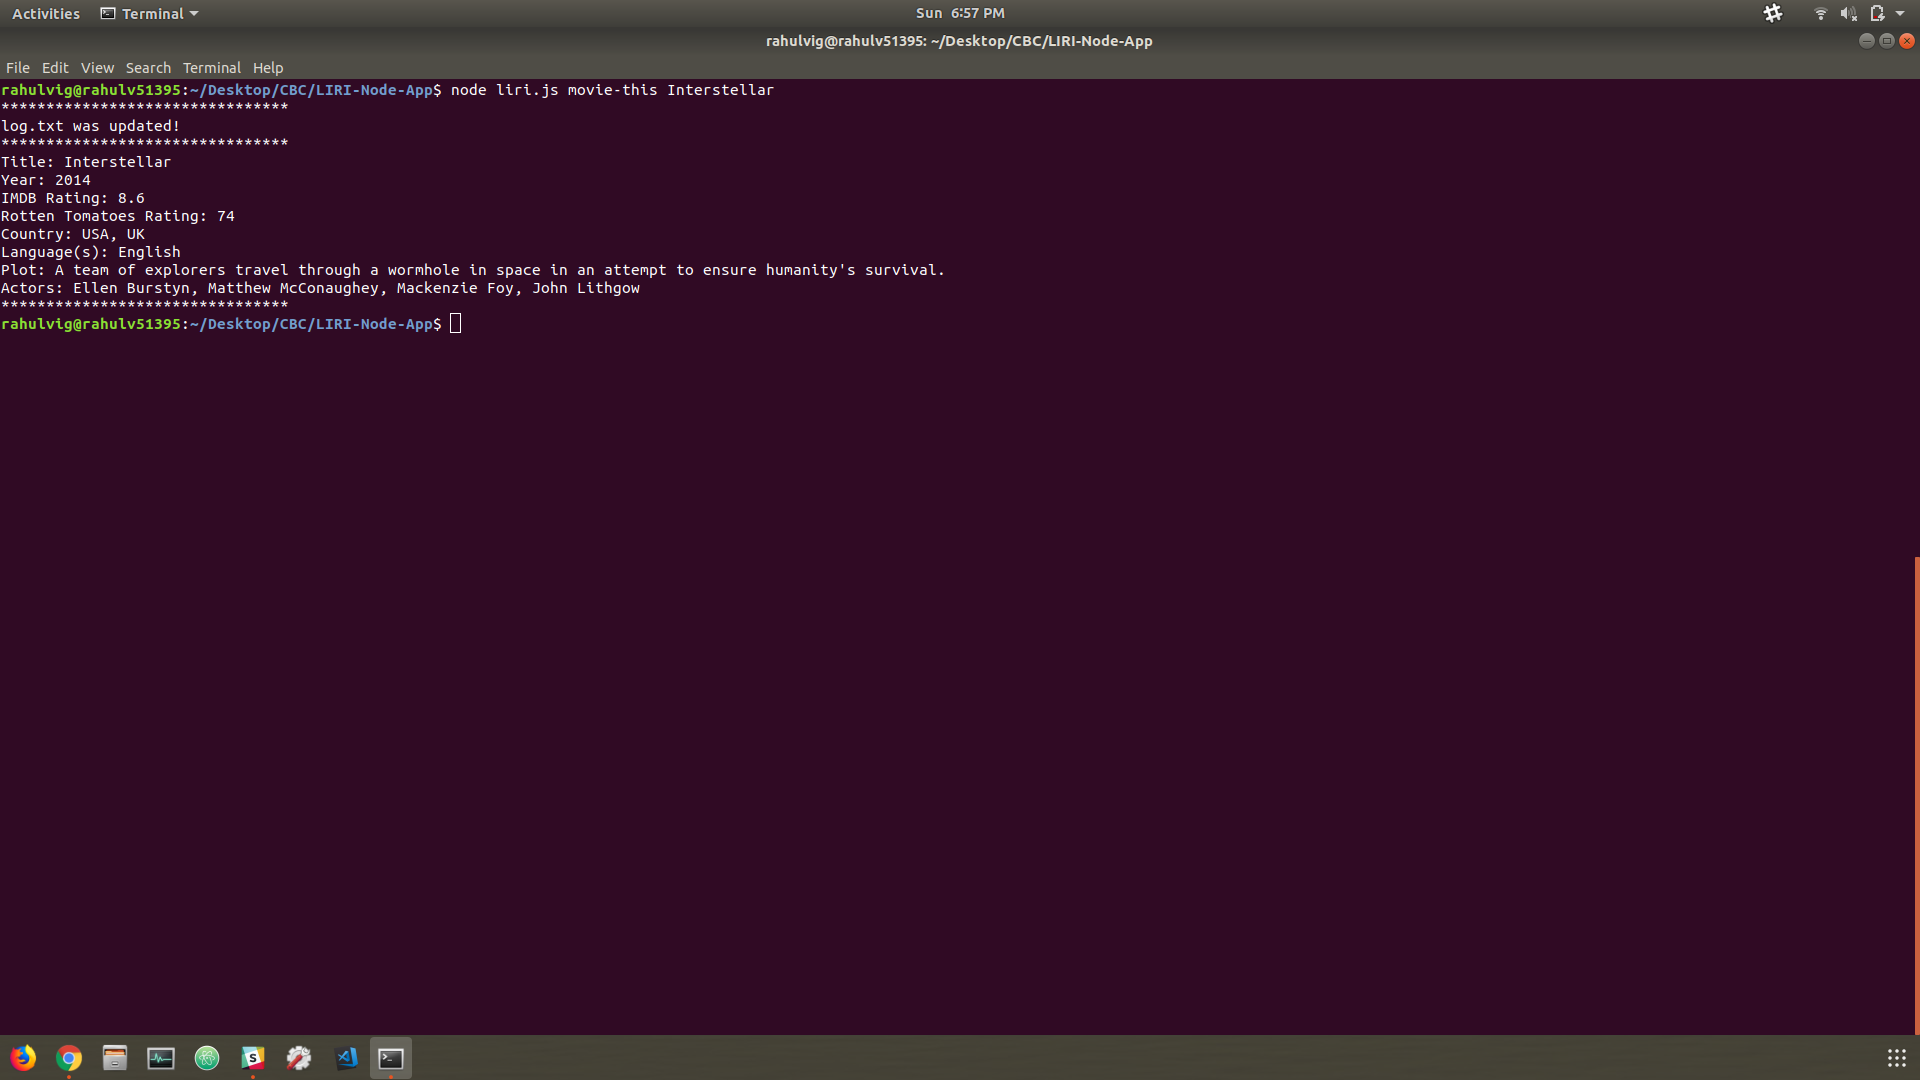 Activities Terminal Sun 6:57 PM
rahulvig@rahulv51395: ~/Desktop/CBC/LIRI-Node-App
File Edit View Search Terminal Help
rahulvig@rahulv51395:~/Desktop/CBC/LIRI-Node-App$ node liri.js movie-this Interstellar
********************************
log.txt was updated!
********************************
Title: Interstellar
Year: 2014
IMDB Rating: 8.6
Rotten Tomatoes Rating: 74
Country: USA, UK
Language(s): English
Plot: A team of explorers travel through a wormhole in space in an attempt to ensure humanity's survival.
Actors: Ellen Burstyn, Matthew McConaughey, Mackenzie Foy, John Lithgow
********************************
rahulvig@rahulv51395:~/Desktop/CBC/LIRI-Node-App$